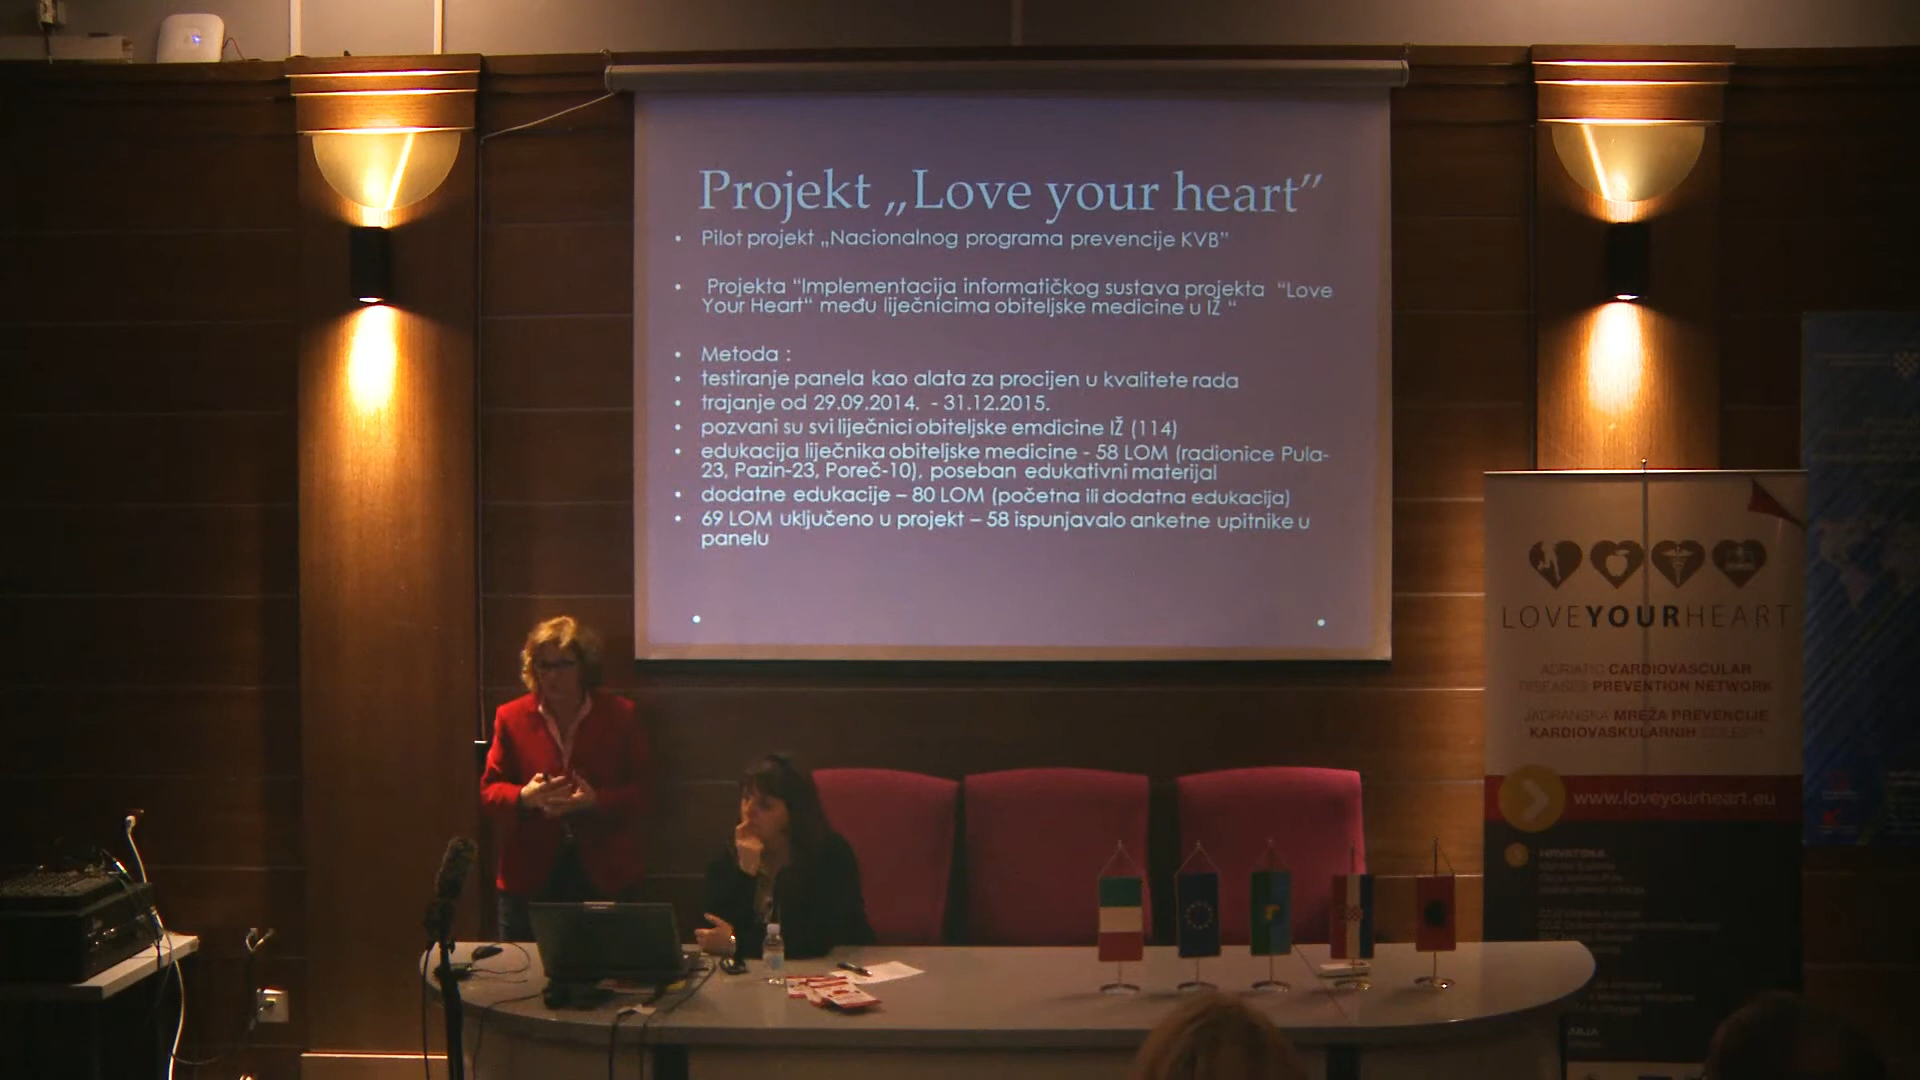 Projekt „Love your heart”
• Pilot projekt „Nacionalnog programa prevencije KVB”
• Projekta “Implementacija informatičkog sustava projekta “Love
Your Heart“ među liječnicima obiteljske medicine u IŽ “
• Metoda :
• testiranje panela kao alata za procijen u kvalitete rada
• trajanje od 29.09.2014. - 31.12.2015.
• pozvani su svi liječnici obiteljske emdicine IŽ (114)
• edukacija liječnika obiteljske medicine - 58 LOM (radionice Pula-
23, Pazin-23, Poreč-10), poseban edukativni materijal
• dodatne edukacije – 80 LOM (početna ili dodatna edukacija)
• 69 LOM uključeno u projekt – 58 ispunjavalo anketne upitnike u
panelu
LOVEYOURHEART
ADRIATIC CARDIOVASCULAR
DISEASES PREVENTION NETWORK
JADRANSKA MREŽA PREVENCIJE
KARDIOVASKULARNIH BOLESTI
www.loveyourheart.eu
HRVATSKA